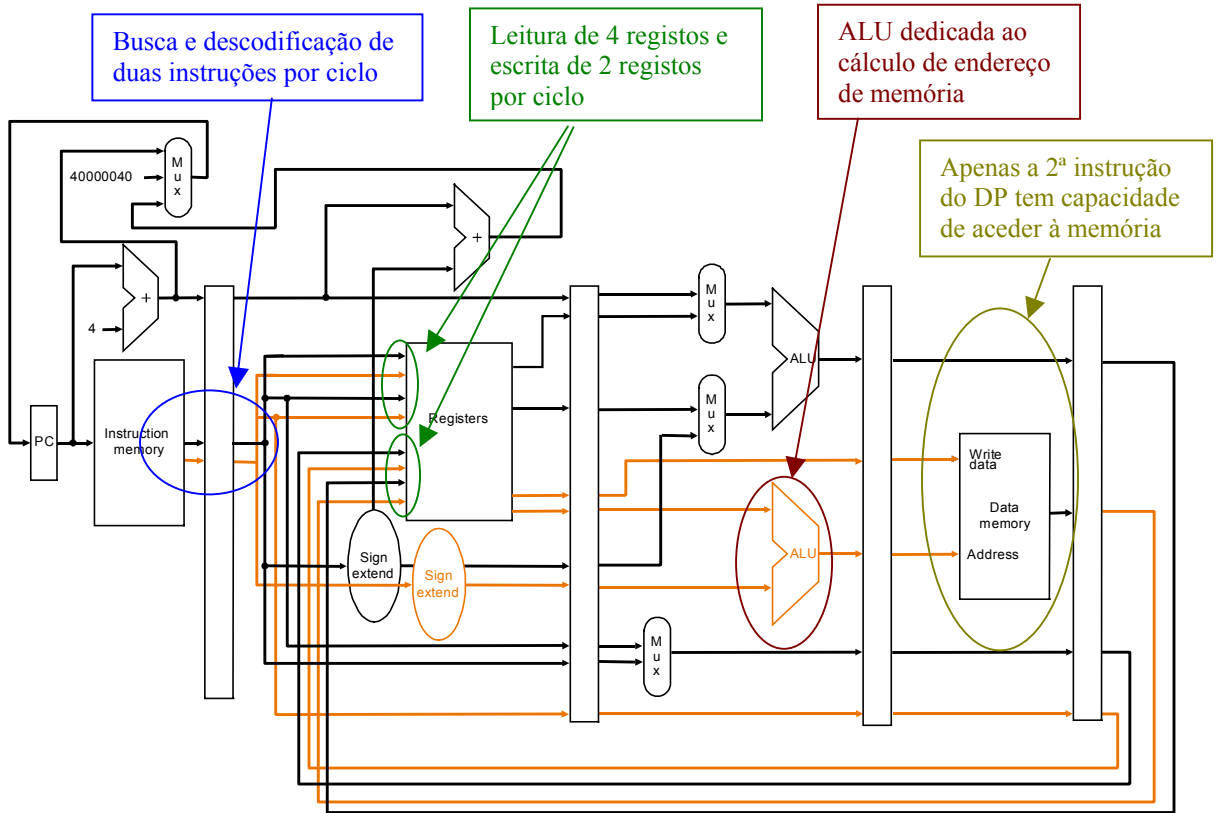 Busca e descodificação de
duas instruções por ciclo
Leitura de 4 registos e
escrita de 2 registos
por ciclo
ALU dedicada ao
cálculo de endereço
de memória
Apenas a 2ª instrução
do DP tem capacidade
de aceder à memória
40000040
M
u
x
+
+
4
M
u
x
ALU
PC
Instruction
memory
Registers
M
u
x
Write
data
Data
memory
Address
Sign
extend
Sign
extend
ALU
M
u
x